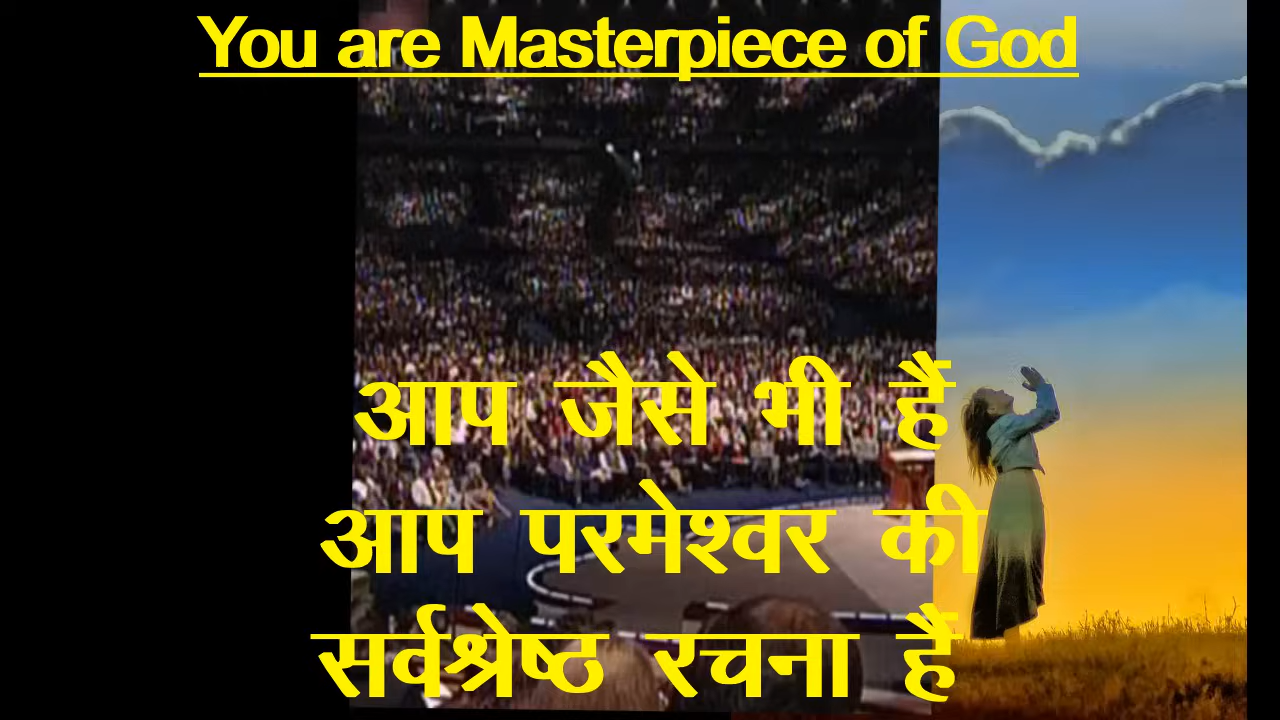 You are Masterpiece of God
आप जैसे भी हैं
आप परमेश्वर की
सर्वश्रेष्ठ रचना हैं